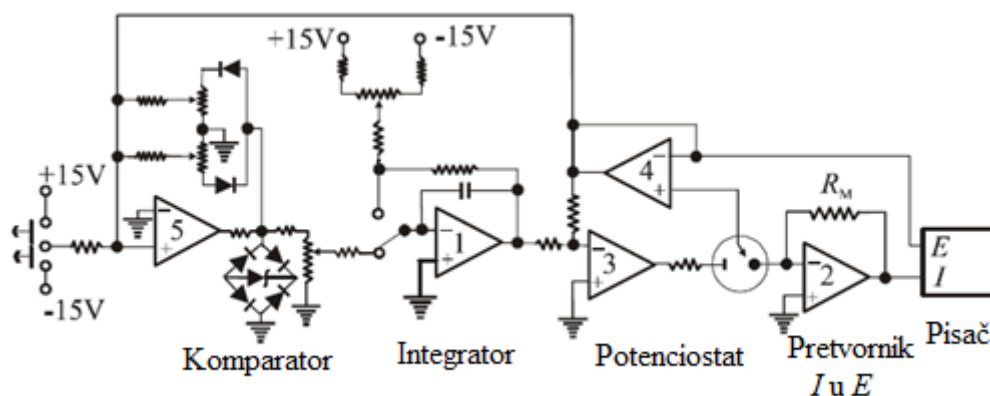 +15V
-15V
+15V
-15V
5
1
3
4
2
R_M
E
I
Komparator
Integrator
Potenciostat
Pretvornik
I u E
Pisač